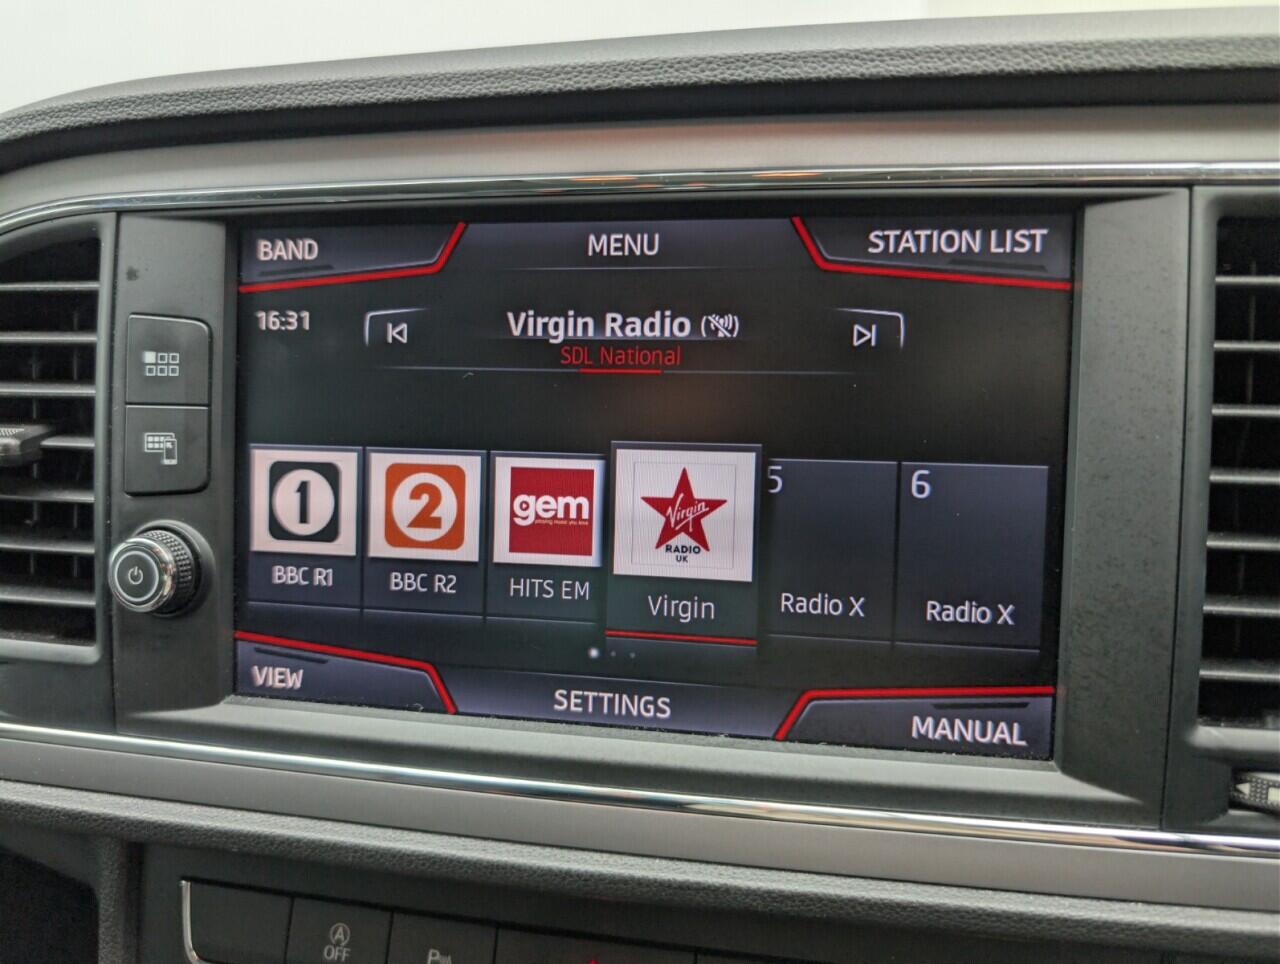 BAND
MENU
STATION LIST
16:31
Virgin Radio
SDL National
1
2
gem
Virgin
RADIO
UK
5
6
BBC R1
BBC R2
HITS EM
Virgin
Radio X
Radio X
VIEW
SETTINGS
MANUAL
A
OFF
P